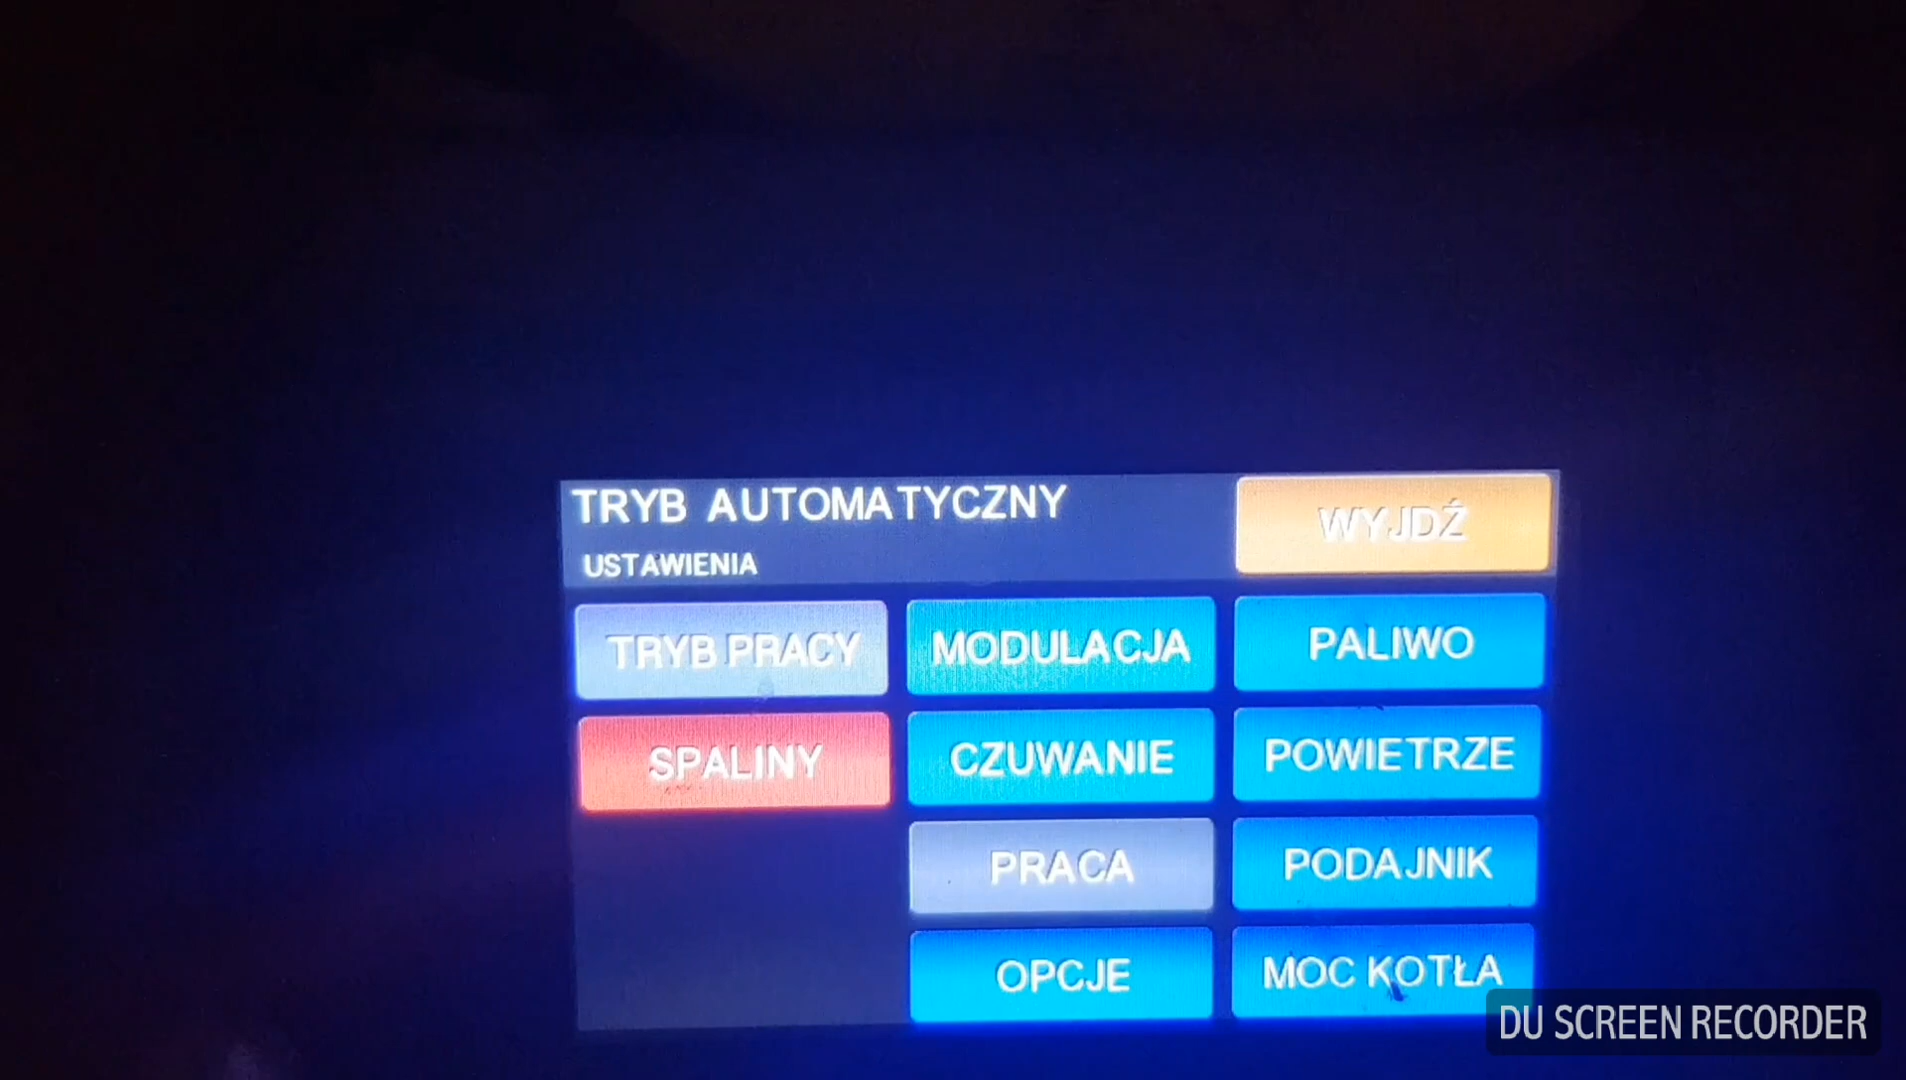 TRYB AUTOMATYCZNY
WYJDŹ
USTAWIENIA
TRYB PRACY
MODULACJA
PALIWO
SPALINY
CZUWANIE
POWIETRZE
PRACA
PODAJNIK
OPCJE
MOC KOTŁA
DU SCREEN RECORDER